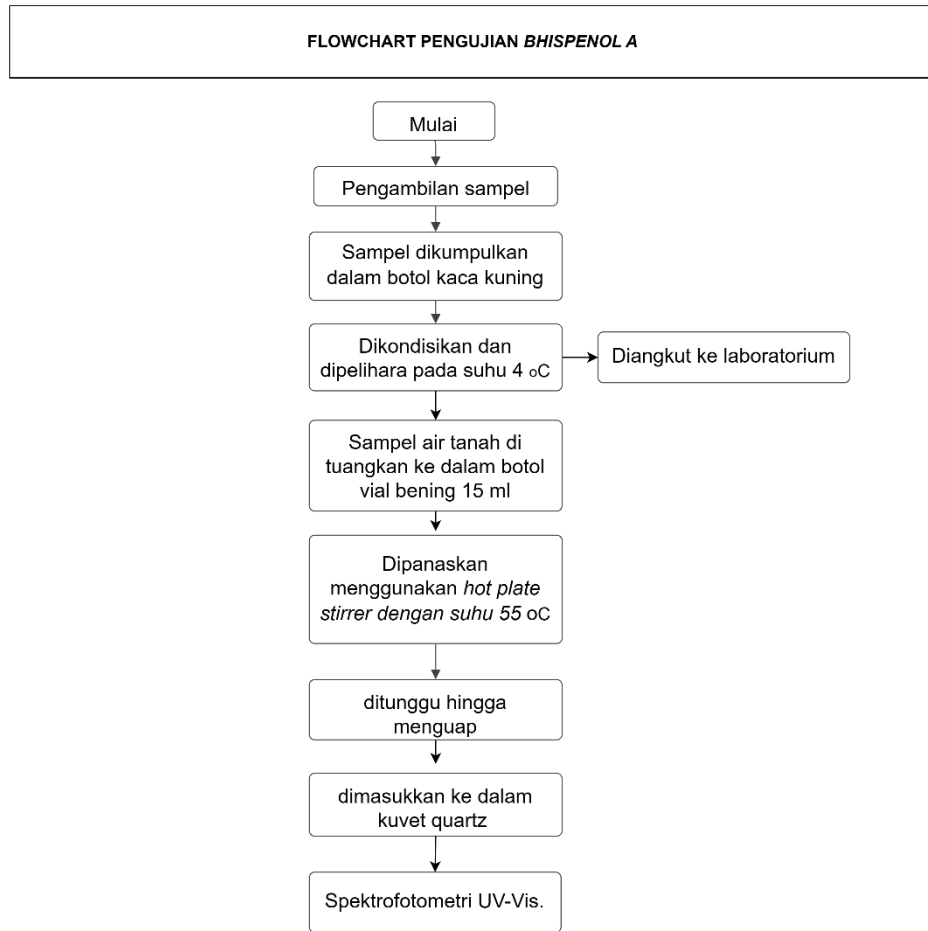 FLOWCHART PENGUJIAN BHISPENOL A
Mulai
Pengambilan sampel
Sampel dikumpulkan
dalam botol kaca kuning
Dikondisikan dan
dipelihara pada suhu 4 oC
Diangkut ke laboratorium
Sampel air tanah di
tuangkan ke dalam botol
vial bening 15 ml
Dipanaskan
menggunakan hot plate
stirrer dengan suhu 55 oC
ditunggu hingga
menguap
dimasukkan ke dalam
kuvet quartz
Spektrofotometri UV-Vis.